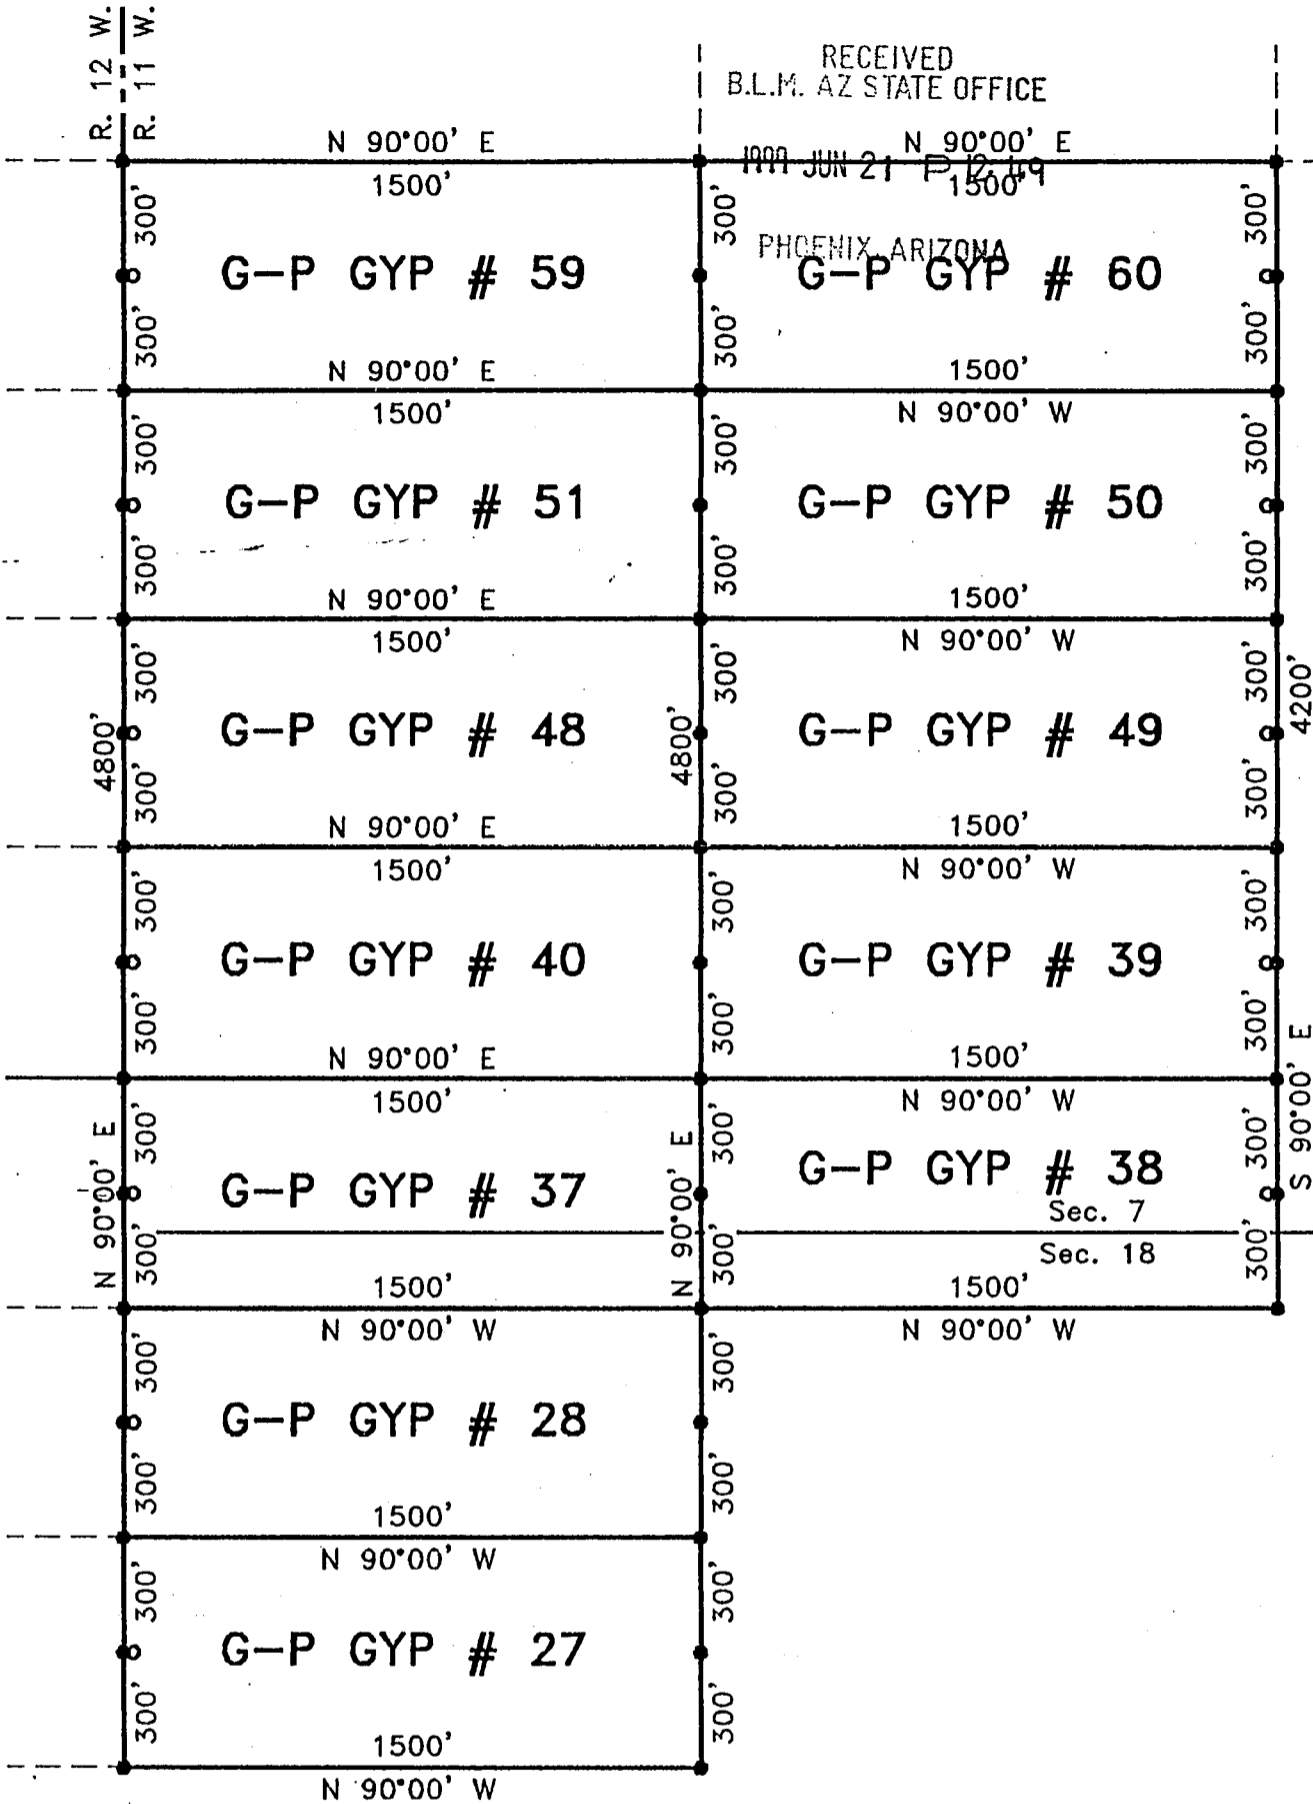 R. 12 W.
R. 11 W.
RECEIVED
B.L.M. AZ STATE OFFICE
1999 JUN 21 P 12:49
PHOENIX, ARIZONA
N 90°00' E
1500'
N 90°00' E
1500'
300'
300'
300'
G-P GYP # 59
G-P GYP # 60
300'
300'
300'
N 90°00' E
1500'
1500'
N 90°00' W
300'
300'
300'
G-P GYP # 51
G-P GYP # 50
300'
300'
300'
N 90°00' E
1500'
1500'
N 90°00' W
300'
300'
300'
4800'
G-P GYP # 48
4800'
G-P GYP # 49
4200'
300'
300'
300'
N 90°00' E
1500'
1500'
N 90°00' W
300'
300'
300'
G-P GYP # 40
G-P GYP # 39
300'
300'
300'
N 90°00' E
1500'
1500'
N 90°00' W
300'
300'
300'
N 90°00' E
G-P GYP # 37
N 90°00' E
G-P GYP # 38
S 90°00' E
Sec. 7
Sec. 18
300'
300'
300'
1500'
N 90°00' W
1500'
N 90°00' W
300'
300'
G-P GYP # 28
300'
300'
1500'
N 90°00' W
300'
300'
G-P GYP # 27
300'
300'
1500'
N 90°00' W